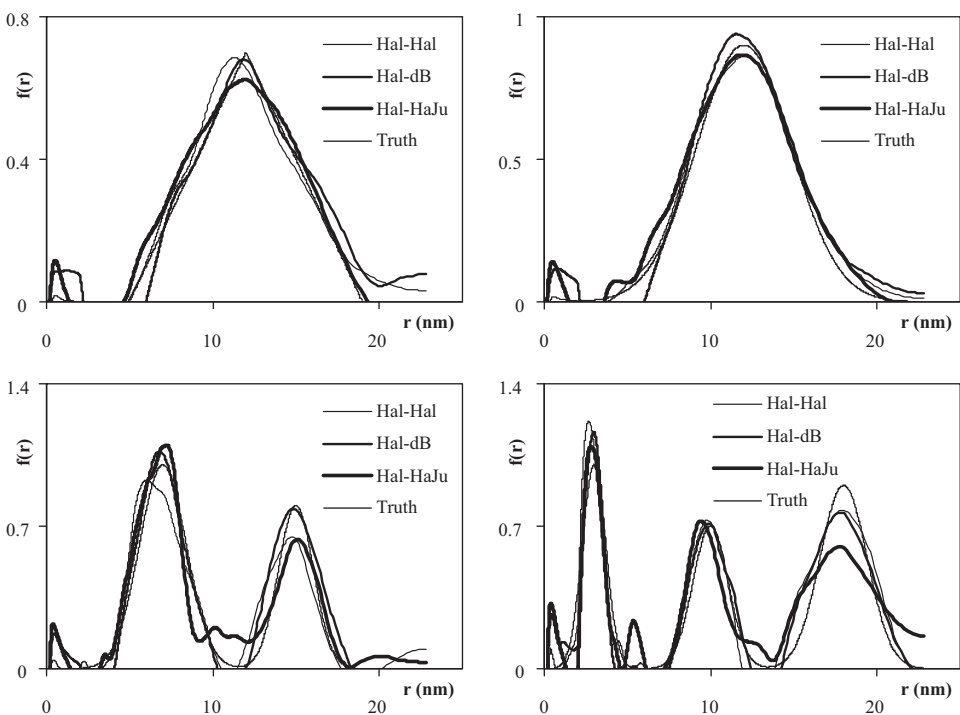 0.8
Hal-Hal
f(r)
Hal-dB
Hal-HaJu
0.4
Truth
0
0
10
20
r (nm)
1
Hal-Hal
f(r)
Hal-dB
Hal-HaJu
0.5
Truth
0
0
10
20
r (nm)
1.4
Hal-Hal
f(r)
Hal-dB
Hal-HaJu
0.7
Truth
0
0
10
20
r (nm)
1.4
Hal-Hal
f(r)
Hal-dB
Hal-HaJu
0.7
Truth
0
0
10
20
r (nm)